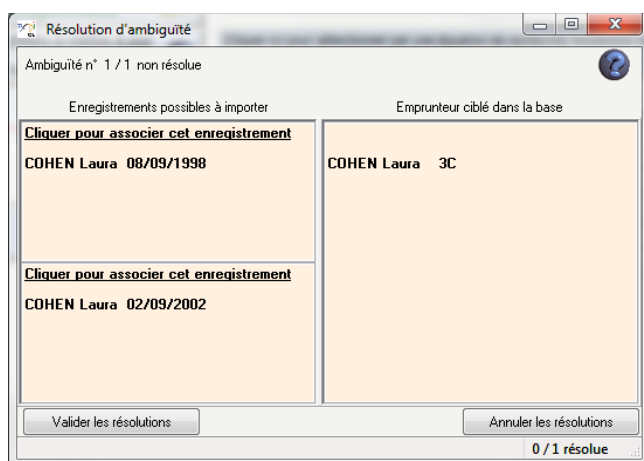 Résolution d'ambiguïté
Ambiguïté n° 1 / 1 non résolue
Enregistrements possibles à importer
Emprunteur ciblé dans la base
Cliquer pour associer cet enregistrement
COHEN Laura 08/09/1998
COHEN Laura 3C
Cliquer pour associer cet enregistrement
COHEN Laura 02/09/2002
Valider les résolutions
Annuler les résolutions
0 / 1 résolue